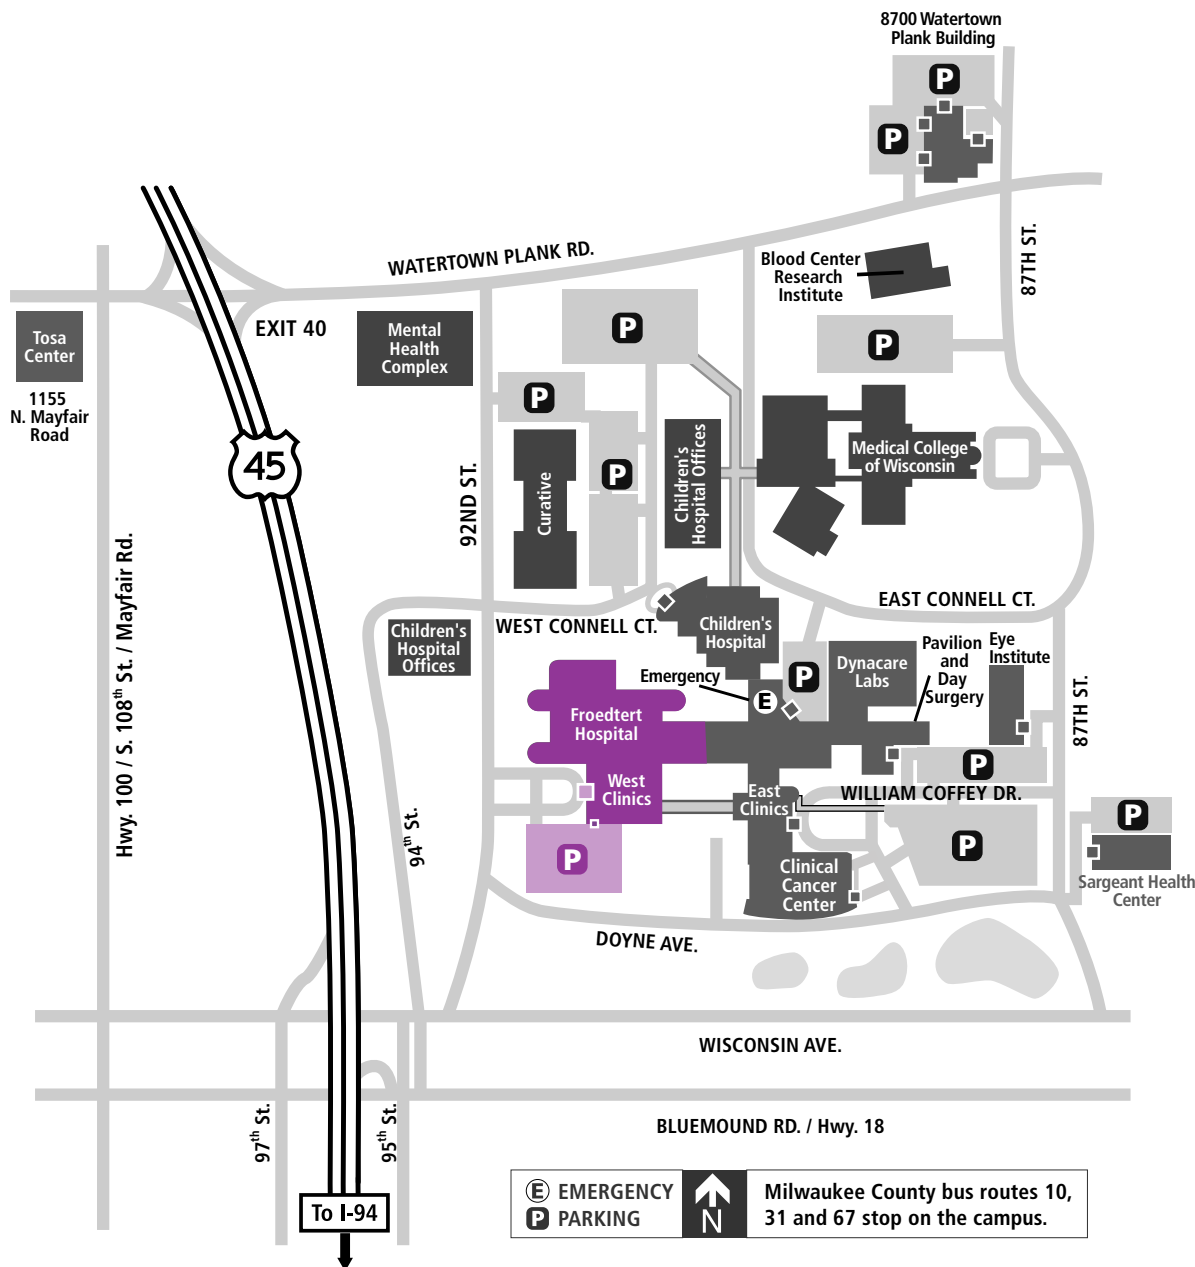 8700 Watertown
Plank Building
P
P
WATERTOWN PLANK RD.
87TH ST.
Blood Center
Research
Institute
EXIT 40
Tosa
Center
1155
N. Mayfair
Road
Mental
Health
Complex
P
P
P
P
45
92ND ST.
Curative
Children's
Hospital Offices
Medical College
of Wisconsin
Hwy. 100 / S. 108th St. / Mayfair Rd.
EAST CONNELL CT.
WEST CONNELL CT.
Children's
Hospital
Children's
Hospital
Offices
Emergency
E
P
Dynacare
Labs
Pavilion
and
Day
Surgery
Eye
Institute
87TH ST.
Froedtert
Hospital
West
Clinics
East
Clinics
P
WILLIAM COFFEY DR.
94th St.
P
P
P
Clinical
Cancer
Center
Sargeant Health
Center
DOYNE AVE.
WISCONSIN AVE.
BLUEMOUND RD. / Hwy. 18
97th St.
95th St.
To I-94
E EMERGENCY
P PARKING
N
Milwaukee County bus routes 10,
31 and 67 stop on the campus.